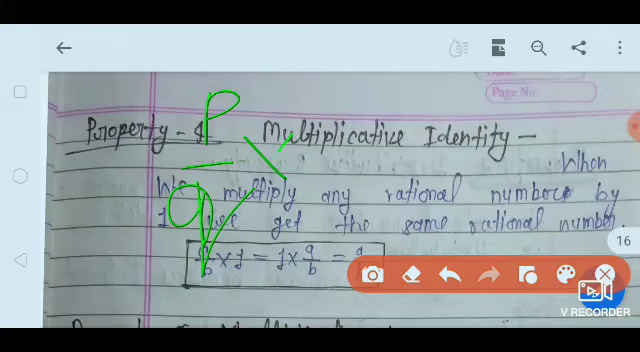 Page No.
Property - 4 Multiplicative Identity -
When
We multiply any rational numbers by
1 we get the same rational number.
a/b × 1 = 1 × a/b = a
p
q
16
V RECORDER